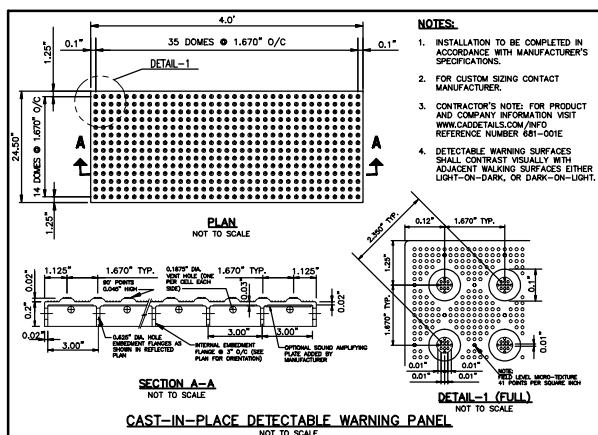 4.0'
0.1"
35 DOMES @ 1.670" O/C
0.1"
1.25"
DETAIL-1
24.50"
14 DOMES @ 1.670" O/C
A
A
1.25"
PLAN
NOT TO SCALE
NOTES:
1. INSTALLATION TO BE COMPLETED IN
ACCORDANCE WITH MANUFACTURER'S
SPECIFICATIONS.
2. FOR CUSTOM SIZING CONTACT
MANUFACTURER.
3. CONTRACTOR'S NOTE: FOR PRODUCT
AND COMPANY INFORMATION VISIT
WWW.CADDETAILS.COM/INFO
REFERENCE NUMBER 681-001E
4. DETECTABLE WARNING SURFACES
SHALL CONTRAST VISUALLY WITH
ADJACENT WALKING SURFACES EITHER
LIGHT-ON-DARK, OR DARK-ON-LIGHT.
1.125"
1.670" TYP.
0.1875" DIA.
VENT HOLE (ONE
PER CELL EACH
SIDE)
1.670" TYP.
1.125"
90° POINTS
0.045" HIGH
0.02"
0.03"
0.02"
0.2"
0.02"
3.00"
0.625" DIA. HOLE
EMBEDMENT FLANGES AS
SHOWN IN REFLECTED
PLAN
INTERNAL EMBEDMENT
FLANGE @ 3" O/C (SEE
PLAN FOR ORIENTATION)
3.00"
3.00"
OPTIONAL SOUND AMPLIFYING
PLATE ADDED BY
MANUFACTURER
SECTION A-A
NOT TO SCALE
2.350" TYP.
0.12"
1.670" TYP.
1.25"
0.1"
1.670" TYP.
0.01"
0.01"
0.01"
0.01"
NOTE:
FIELD LEVEL MICRO-TEXTURE
41 POINTS PER SQUARE INCH
DETAIL-1 (FULL)
NOT TO SCALE
CAST-IN-PLACE DETECTABLE WARNING PANEL
NOT TO SCALE